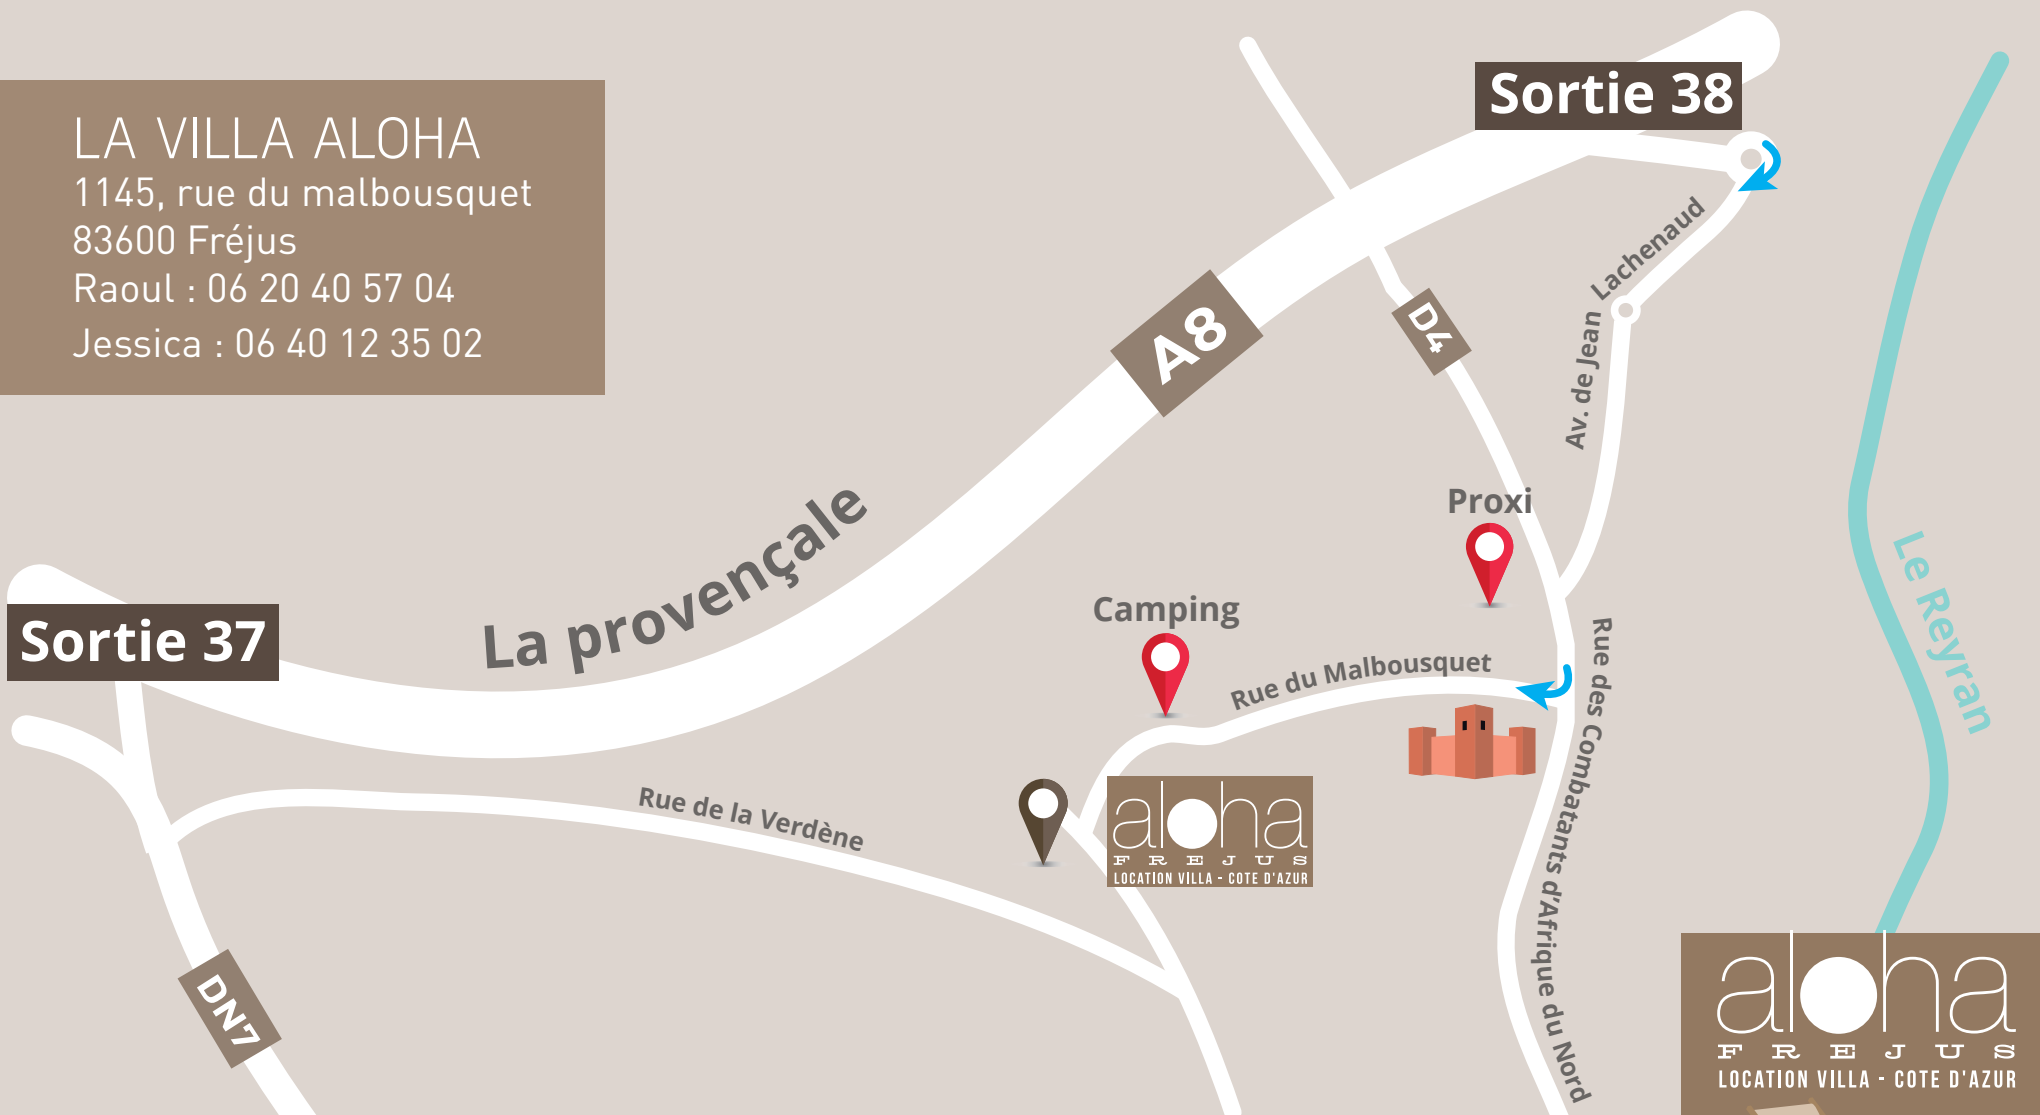 LA VILLA ALOHA
1145, rue du malbousquet
83600 Fréjus
Raoul : 06 20 40 57 04
Jessica : 06 40 12 35 02
Sortie 38
A8
D4
Av. de Jean Lachenaud
La provençale
Sortie 37
Proxi
Camping
Rue du Malbousquet
Rue des Combatants d'Afrique du Nord
Le Reyran
Rue de la Verdène
aloha
FREJUS
LOCATION VILLA - COTE D'AZUR
DN7
aloha
FREJUS
LOCATION VILLA - COTE D'AZUR